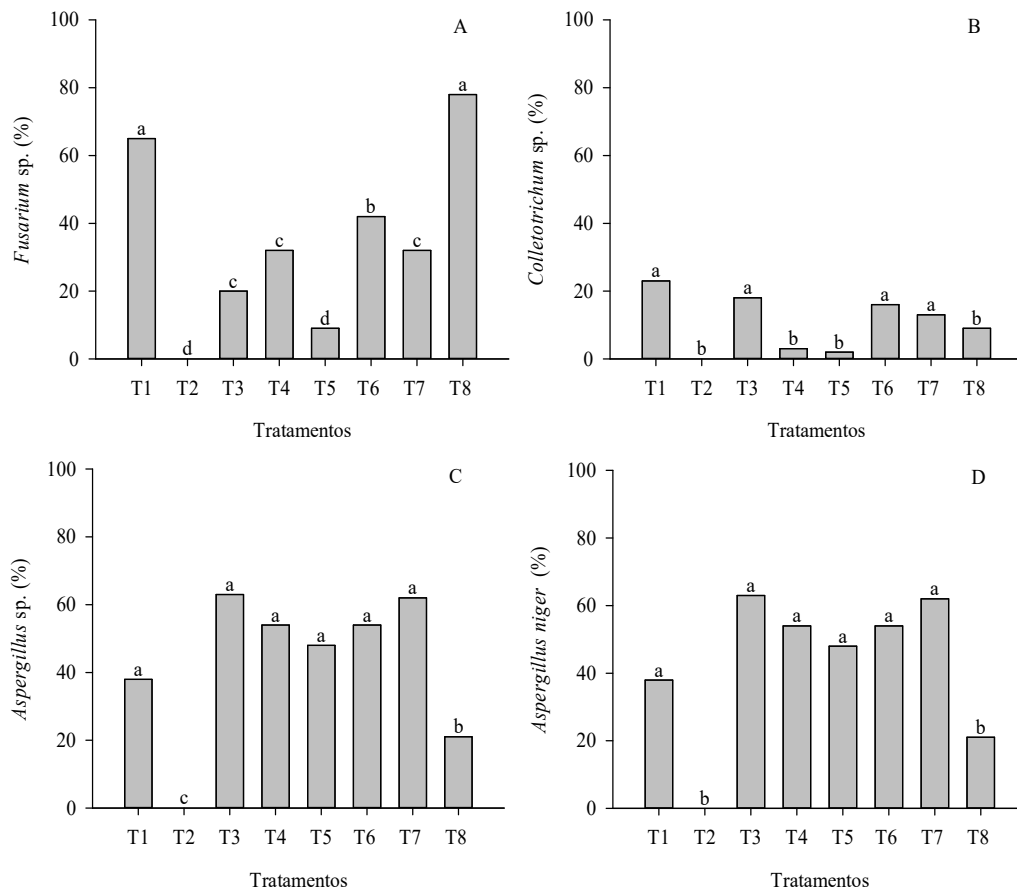 A
100
80
60
40
20
0
Fusarium sp. (%)
a
d
c
c
d
b
c
a
T1 T2 T3 T4 T5 T6 T7 T8
Tratamentos
B
100
80
60
40
20
0
Colletotrichum sp. (%)
a
b
a
b
b
a
a
b
T1 T2 T3 T4 T5 T6 T7 T8
Tratamentos
C
100
80
60
40
20
0
Aspergillus sp. (%)
a
c
a
a
a
a
a
b
T1 T2 T3 T4 T5 T6 T7 T8
Tratamentos
D
100
80
60
40
20
0
Aspergillus niger (%)
a
b
a
a
a
a
a
b
T1 T2 T3 T4 T5 T6 T7 T8
Tratamentos